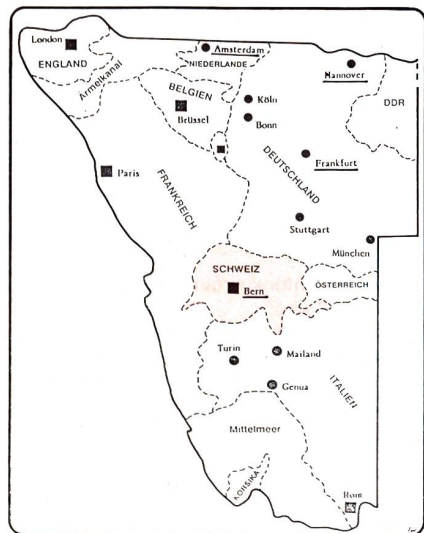 London
ENGLAND
Ärmelkanal
Amsterdam
NIEDERLANDE
Hannover
BELGIEN
Brüssel
Köln
Bonn
DDR
Paris
FRANKREICH
DEUTSCHLAND
Frankfurt
Stuttgart
München
SCHWEIZ
Bern
ÖSTERREICH
Turin
Mailand
Genua
ITALIEN
Mittelmeer
KORSIKA
Rom